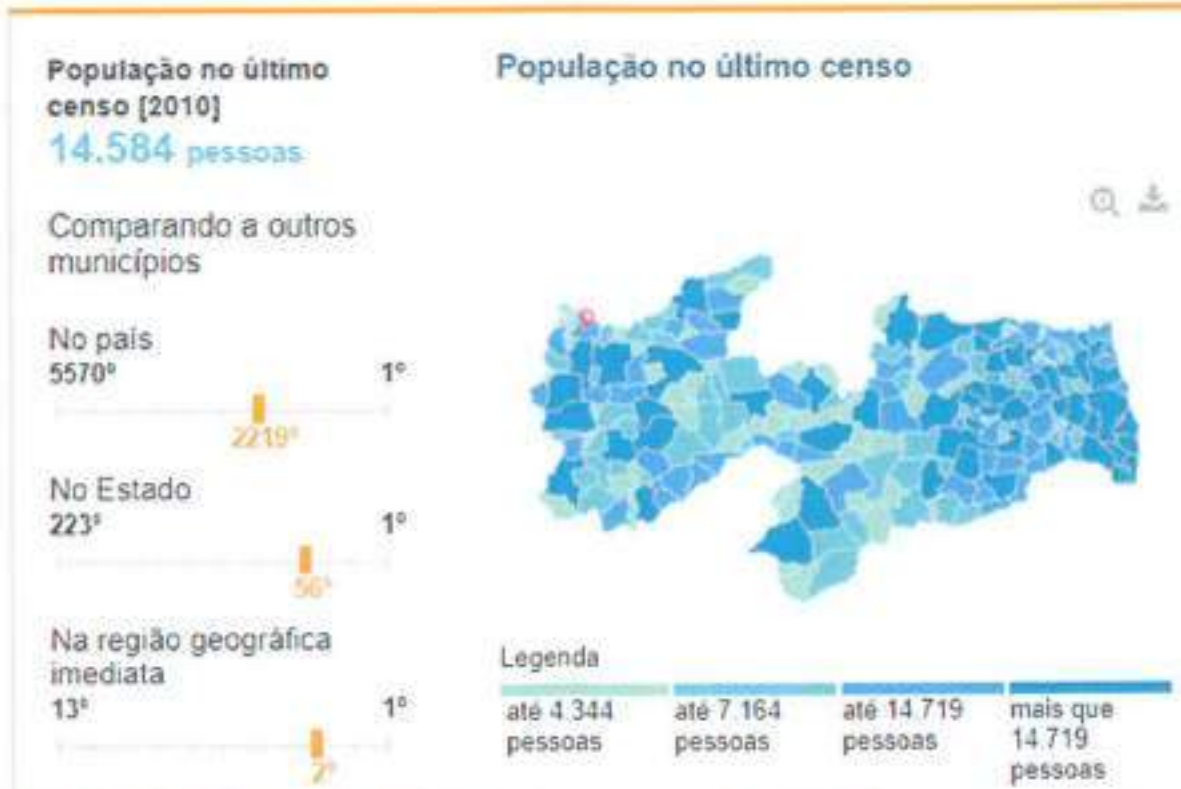 População no último
censo [2010]
14.584 pessoas
Comparando a outros
municípios
No país
5570º 1º
2219º
No Estado
223º 1º
56º
Na região geográfica
imediata
13º 1º
2º
População no último censo
Legenda
até 4.344
pessoas
até 7.164
pessoas
até 14.719
pessoas
mais que
14.719
pessoas